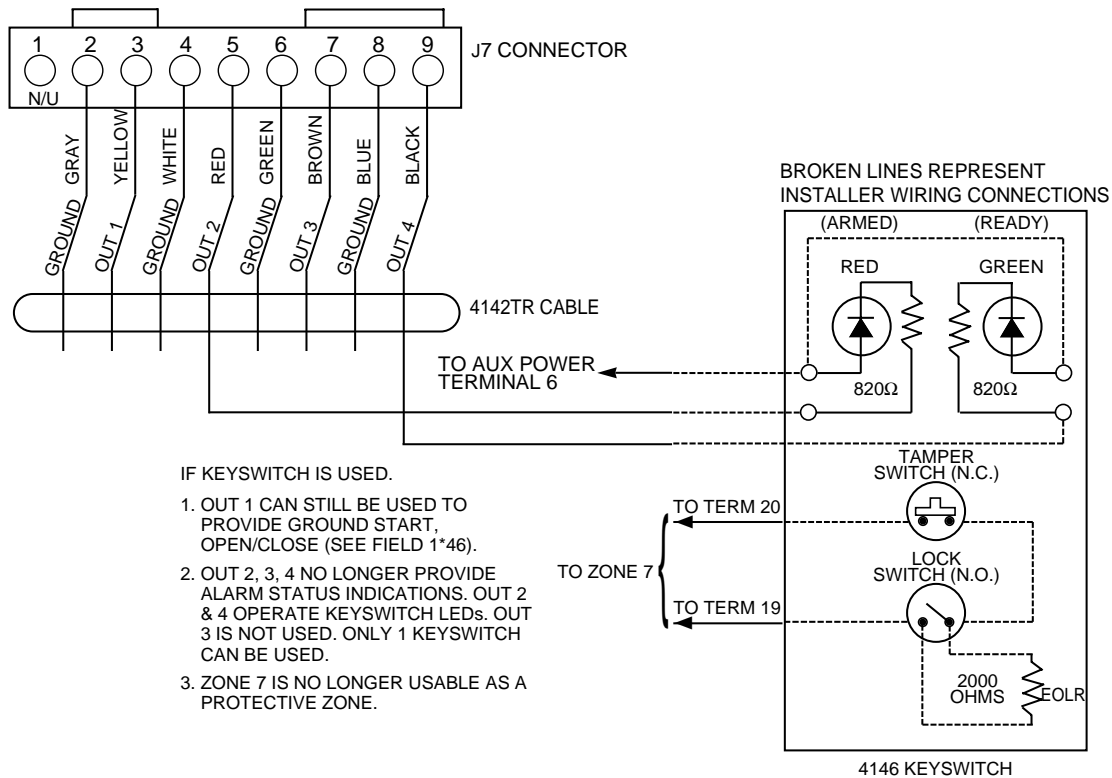 1 2 3 4 5 6 7 8 9
J7 CONNECTOR
N/U
GRAY
YELLOW
WHITE
RED
GREEN
BROWN
BLUE
BLACK
GROUND
OUT 1
GROUND
OUT 2
GROUND
OUT 3
GROUND
OUT 4
4142TR CABLE
BROKEN LINES REPRESENT
INSTALLER WIRING CONNECTIONS
(ARMED) (READY)
RED GREEN
820Ω 820Ω
TO AUX POWER
TERMINAL 6
TAMPER
SWITCH (N.C.)
TO TERM 20
LOCK
SWITCH (N.O.)
TO ZONE 7
TO TERM 19
2000
OHMS
EOLR
4146 KEYSWITCH
IF KEYSWITCH IS USED.
1. OUT 1 CAN STILL BE USED TO
PROVIDE GROUND START,
OPEN/CLOSE (SEE FIELD 1*46).
2. OUT 2, 3, 4 NO LONGER PROVIDE
ALARM STATUS INDICATIONS. OUT 2
& 4 OPERATE KEYSWITCH LEDs. OUT
3 IS NOT USED. ONLY 1 KEYSWITCH
CAN BE USED.
3. ZONE 7 IS NO LONGER USABLE AS A
PROTECTIVE ZONE.